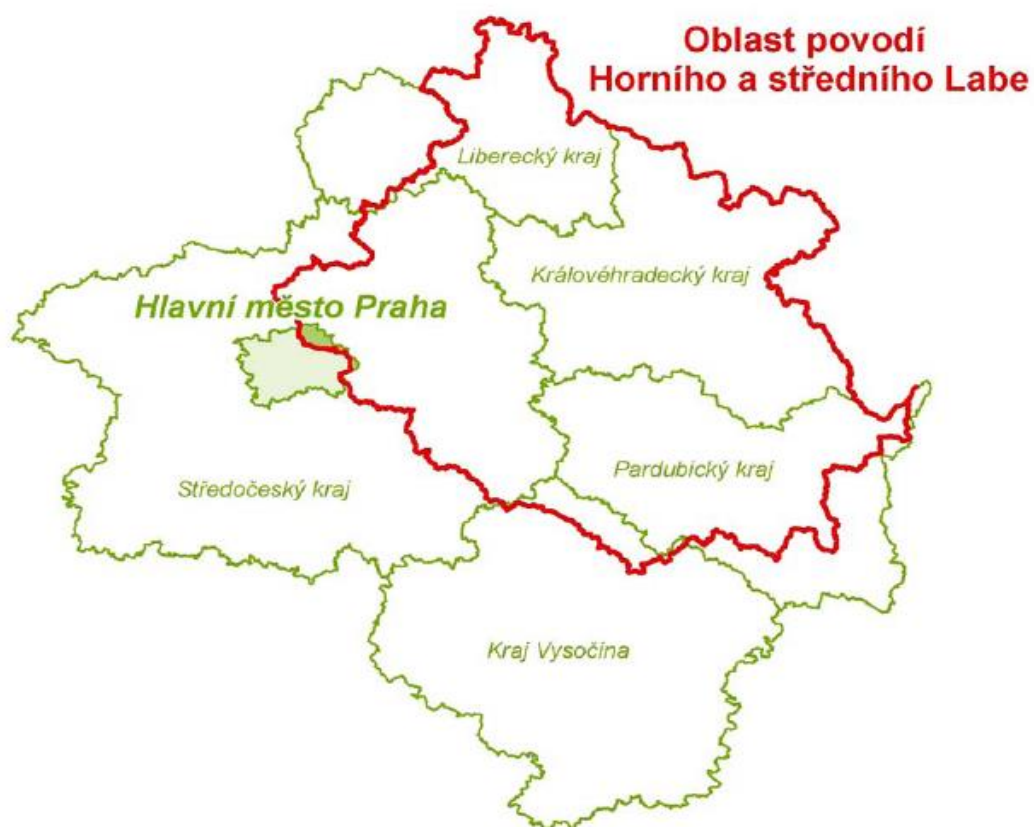 Oblast povodí
Horního a středního Labe
Liberecký kraj
Královéhradecký kraj
Hlavní město Praha
Pardubický kraj
Středočeský kraj
Kraj Vysočina